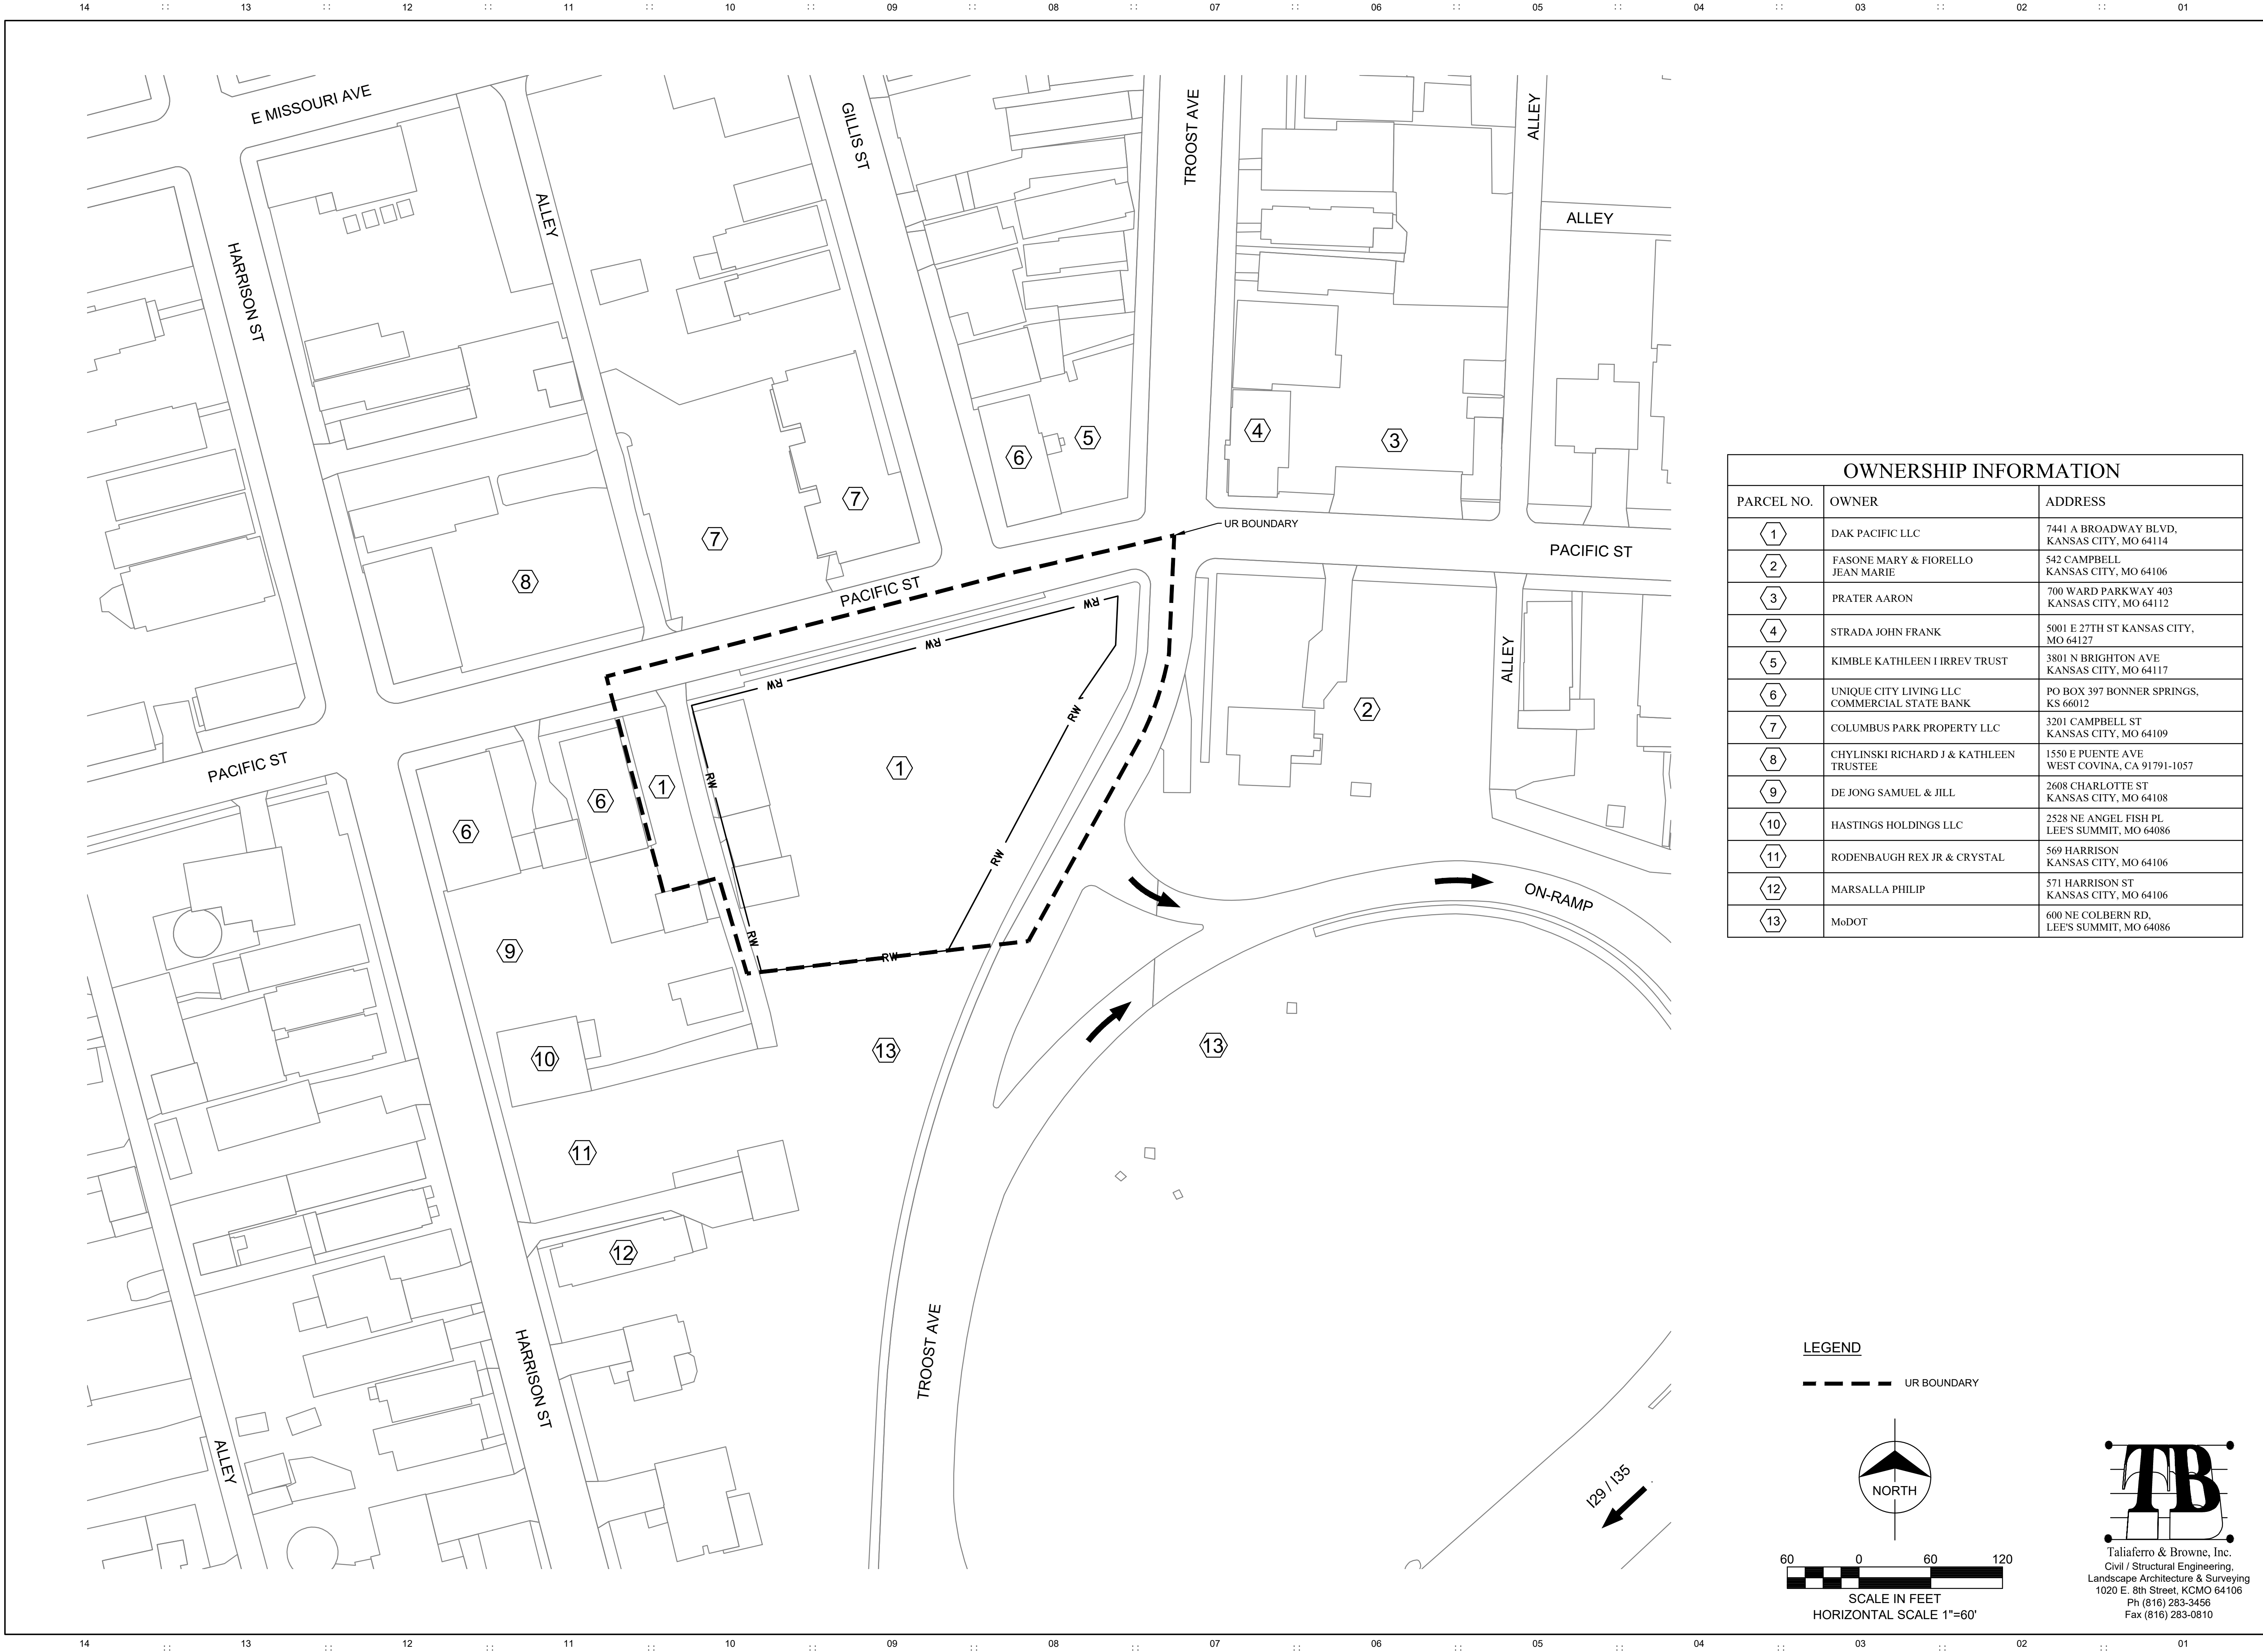 14 :: 13 :: 12 :: 11 :: 10 :: 09 :: 08 :: 07 :: 06 :: 05 :: 04 :: 03 :: 02 :: 01
E MISSOURI AVE
GILLIS ST
TROOST AVE
ALLEY
ALLEY
ALLEY
HARRISON ST
4
3
5
6
7
7
8
UR BOUNDARY
PACIFIC ST
PACIFIC ST
RW
RW
RW
RW
RW
RW
RW
RW
PACIFIC ST
ALLEY
2
1
1
6
6
ON-RAMP
9
10
13
13
11
12
TROOST AVE
HARRISON ST
ALLEY
I29 / I35
OWNERSHIP INFORMATION
PARCEL NO. OWNER ADDRESS
1 DAK PACIFIC LLC 7441 A BROADWAY BLVD,
KANSAS CITY, MO 64114
2 FASONE MARY & FIORELLO 542 CAMPBELL
JEAN MARIE KANSAS CITY, MO 64106
3 PRATER AARON 700 WARD PARKWAY 403
KANSAS CITY, MO 64112
4 STRADA JOHN FRANK 5001 E 27TH ST KANSAS CITY,
MO 64127
5 KIMBLE KATHLEEN I IRREV TRUST 3801 N BRIGHTON AVE
KANSAS CITY, MO 64117
6 UNIQUE CITY LIVING LLC PO BOX 397 BONNER SPRINGS,
COMMERCIAL STATE BANK KS 66012
7 COLUMBUS PARK PROPERTY LLC 3201 CAMPBELL ST
KANSAS CITY, MO 64109
8 CHYLINSKI RICHARD J & KATHLEEN 1550 E PUENTE AVE
TRUSTEE WEST COVINA, CA 91791-1057
9 DE JONG SAMUEL & JILL 2608 CHARLOTTE ST
KANSAS CITY, MO 64108
10 HASTINGS HOLDINGS LLC 2528 NE ANGEL FISH PL
LEE'S SUMMIT, MO 64086
11 RODENBAUGH REX JR & CRYSTAL 569 HARRISON
KANSAS CITY, MO 64106
12 MARSALLA PHILIP 571 HARRISON ST
KANSAS CITY, MO 64106
13 MoDOT 600 NE COLBERN RD,
LEE'S SUMMIT, MO 64086
LEGEND
UR BOUNDARY
NORTH
60 0 60 120
SCALE IN FEET
HORIZONTAL SCALE 1"=60'
TB
Taliaferro & Browne, Inc.
Civil / Structural Engineering,
Landscape Architecture & Surveying
1020 E. 8th Street, KCMO 64106
Ph (816) 283-3456
Fax (816) 283-0810
14 :: 13 :: 12 :: 11 :: 10 :: 09 :: 08 :: 07 :: 06 :: 05 :: 04 :: 03 :: 02 :: 01